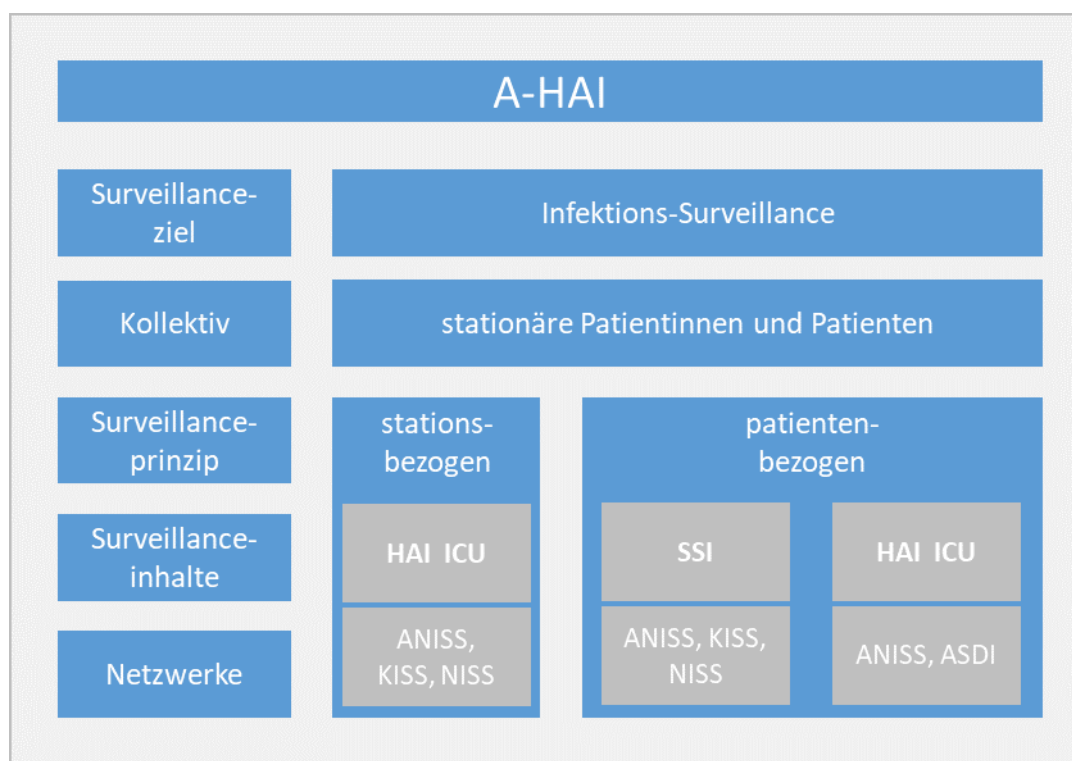 A-HAI
Surveillance-
ziel
Infektions-Surveillance
Kollektiv
stationäre Patientinnen und Patienten
Surveillance-
prinzip
stations-
bezogen
patienten-
bezogen
Surveillance-
inhalte
HAI ICU
SSI
HAI ICU
Netzwerke
ANISS,
KISS, NISS
ANISS, KISS,
NISS
ANISS, ASDI